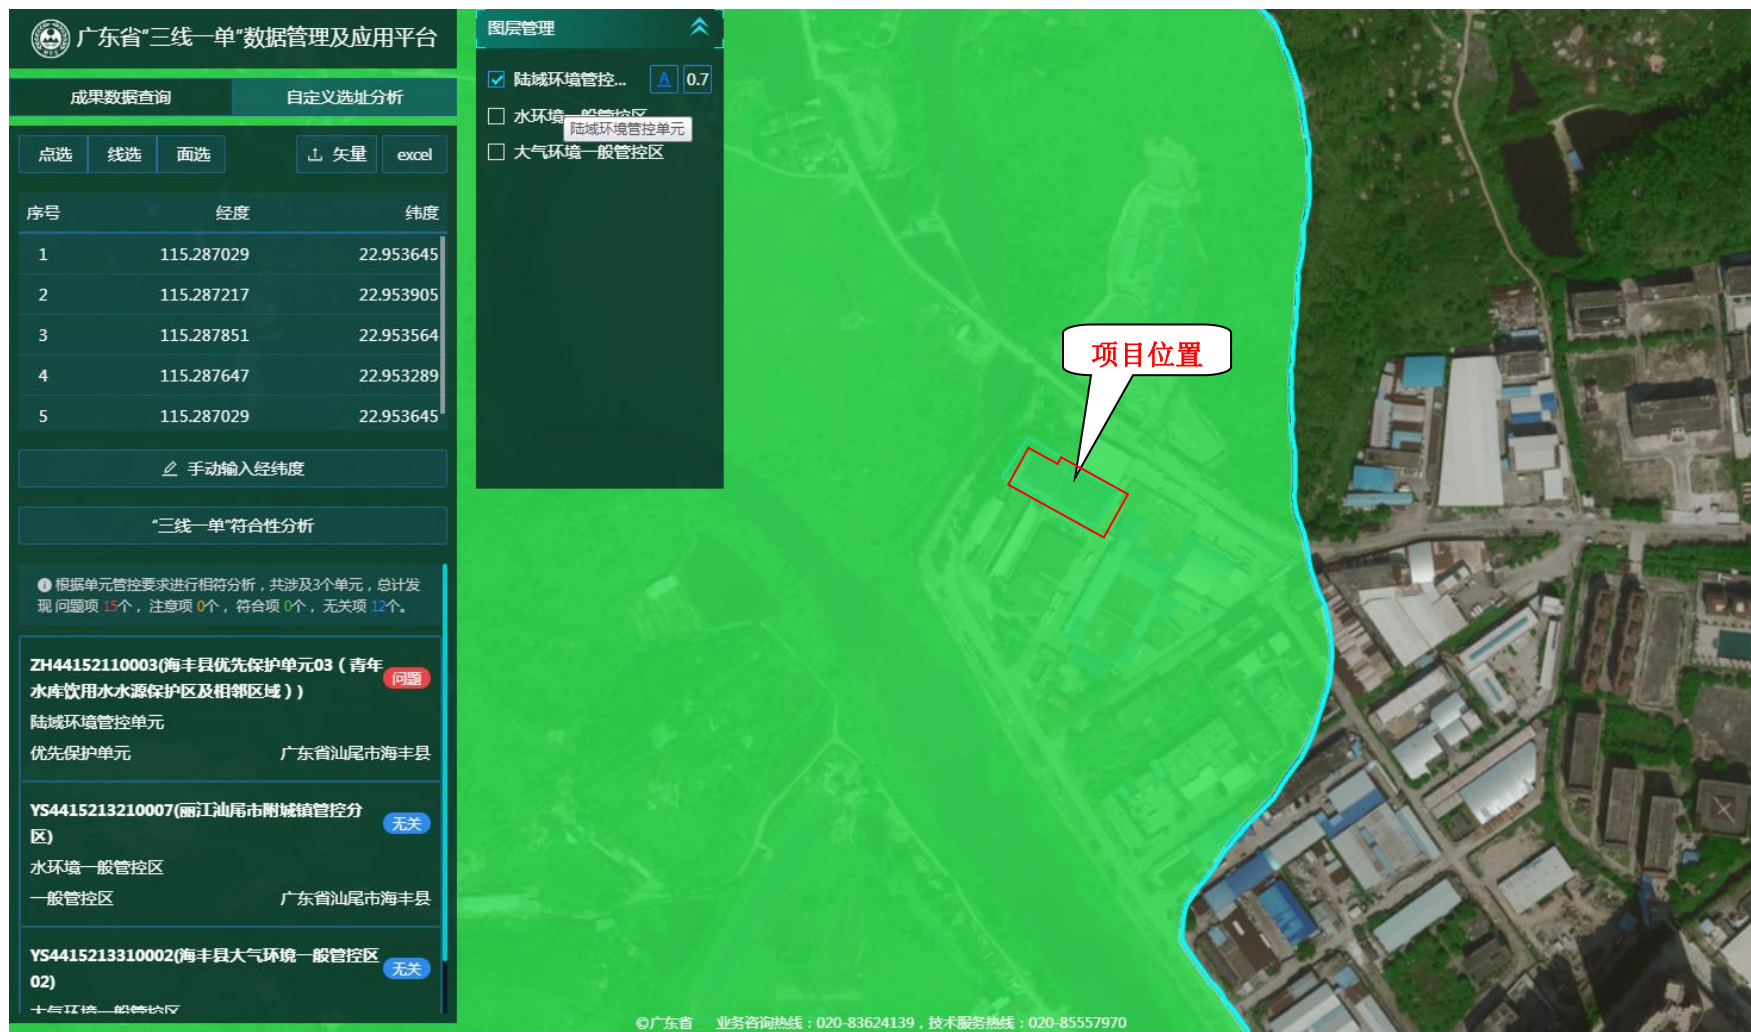 广东省“三线一单”数据管理及应用平台
成果数据查询
自定义选址分析
点选
线选
面选
矢量
excel
序号 经度 纬度
1 115.287029 22.953645
2 115.287217 22.953905
3 115.287851 22.953564
4 115.287647 22.953289
5 115.287029 22.953645
手动输入经纬度
“三线一单”符合性分析
根据单元管控要求进行相符分析，共涉及3个单元，总计发
现 问题项 15个，注意项 0个，符合项 0个，无关项 12个。
ZH44152110003(海丰县优先保护单元03（青年
水库饮用水水源保护区及相邻区域）)
问题
陆域环境管控单元
优先保护单元 广东省汕尾市海丰县
YS4415213210007(丽江汕尾市附城镇管控分
区)
无关
水环境一般管控区
一般管控区 广东省汕尾市海丰县
YS4415213310002(海丰县大气环境一般管控区
02)
无关
大气环境一般管控区
图层管理
陆域环境管控... A 0.7
水环境一般管控区
陆域环境管控单元
大气环境一般管控区
项目位置
©广东省 业务咨询热线：020-83624139，技术服务热线：020-85557970